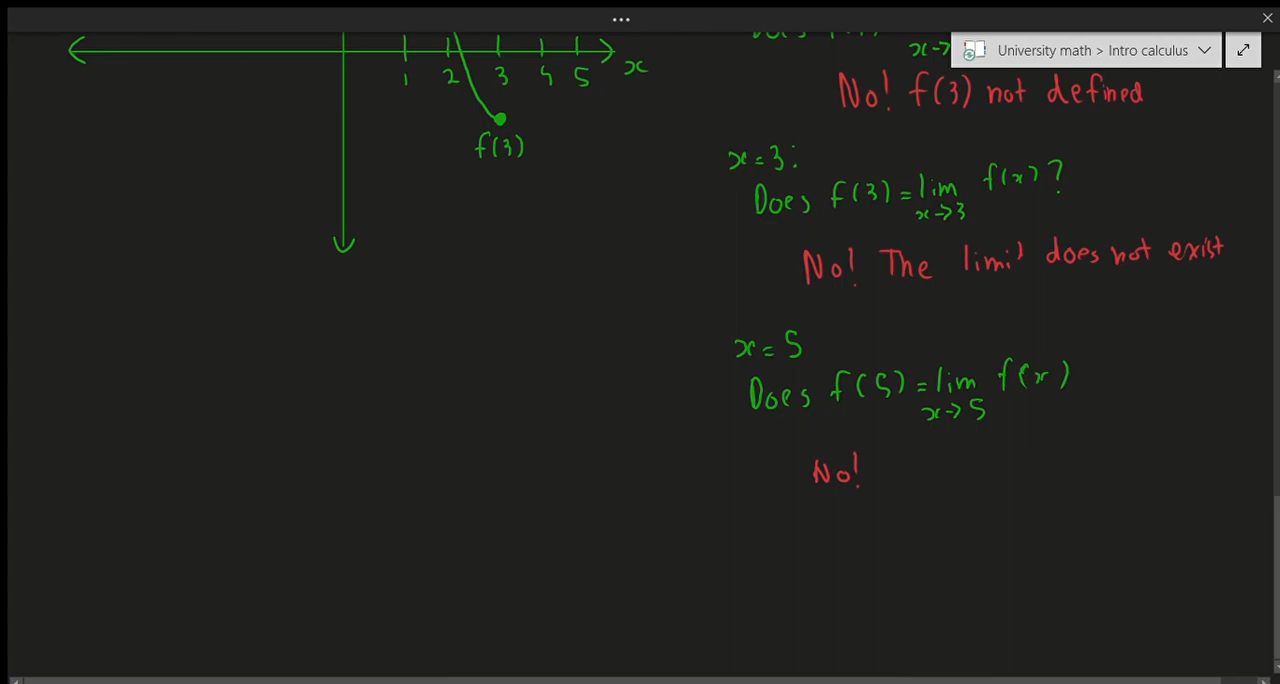 University math > Intro calculus
x→
No! f(3) not defined
1 2 3 4 5 x
f(3)
x = 3:
Does f(3) = lim f(x)?
x→3
No! The limit does not exist
x = 5
Does f(5) = lim f(x)
x→5
No!